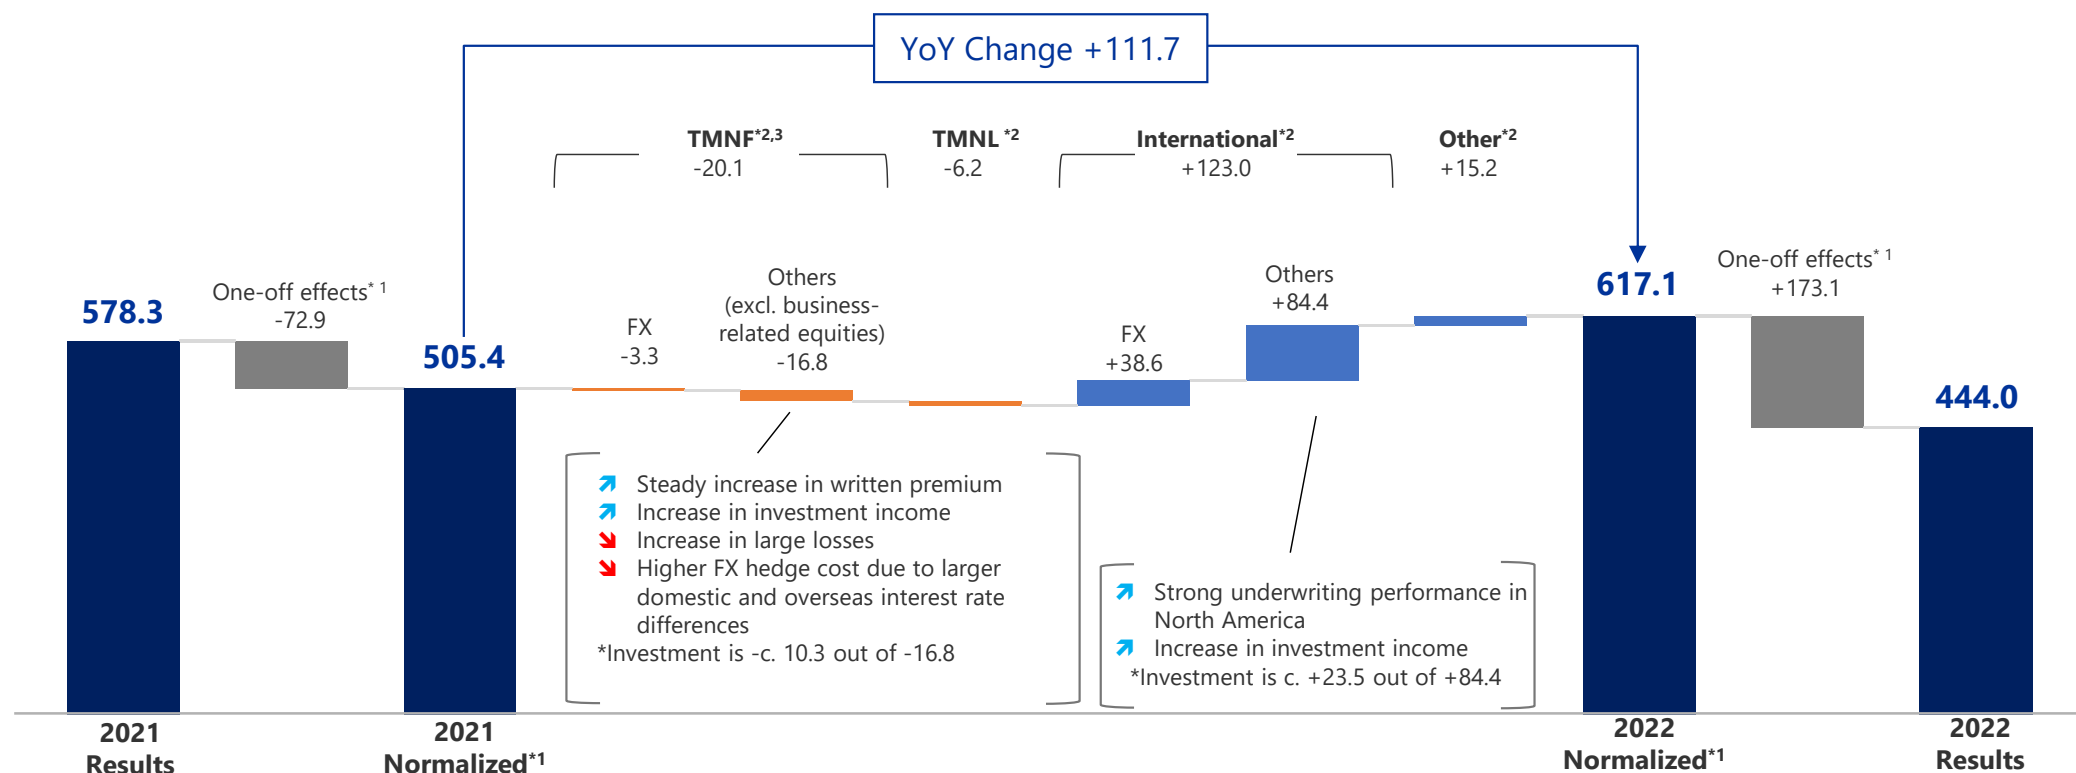 YoY Change +111.7
TMNF*2,3
-20.1
TMNL *2
-6.2
International*2
+123.0
Other*2
+15.2
578.3
One-off effects* 1
-72.9
505.4
FX
-3.3
Others
(excl. business-
related equities)
-16.8
FX
+38.6
Others
+84.4
617.1
One-off effects* 1
+173.1
444.0
Steady increase in written premium
Increase in investment income
Increase in large losses
Higher FX hedge cost due to larger
domestic and overseas interest rate
differences
*Investment is -c. 10.3 out of -16.8
Strong underwriting performance in
North America
Increase in investment income
*Investment is c. +23.5 out of +84.4
2021
Results
2021
Normalized*1
2022
Normalized*1
2022
Results